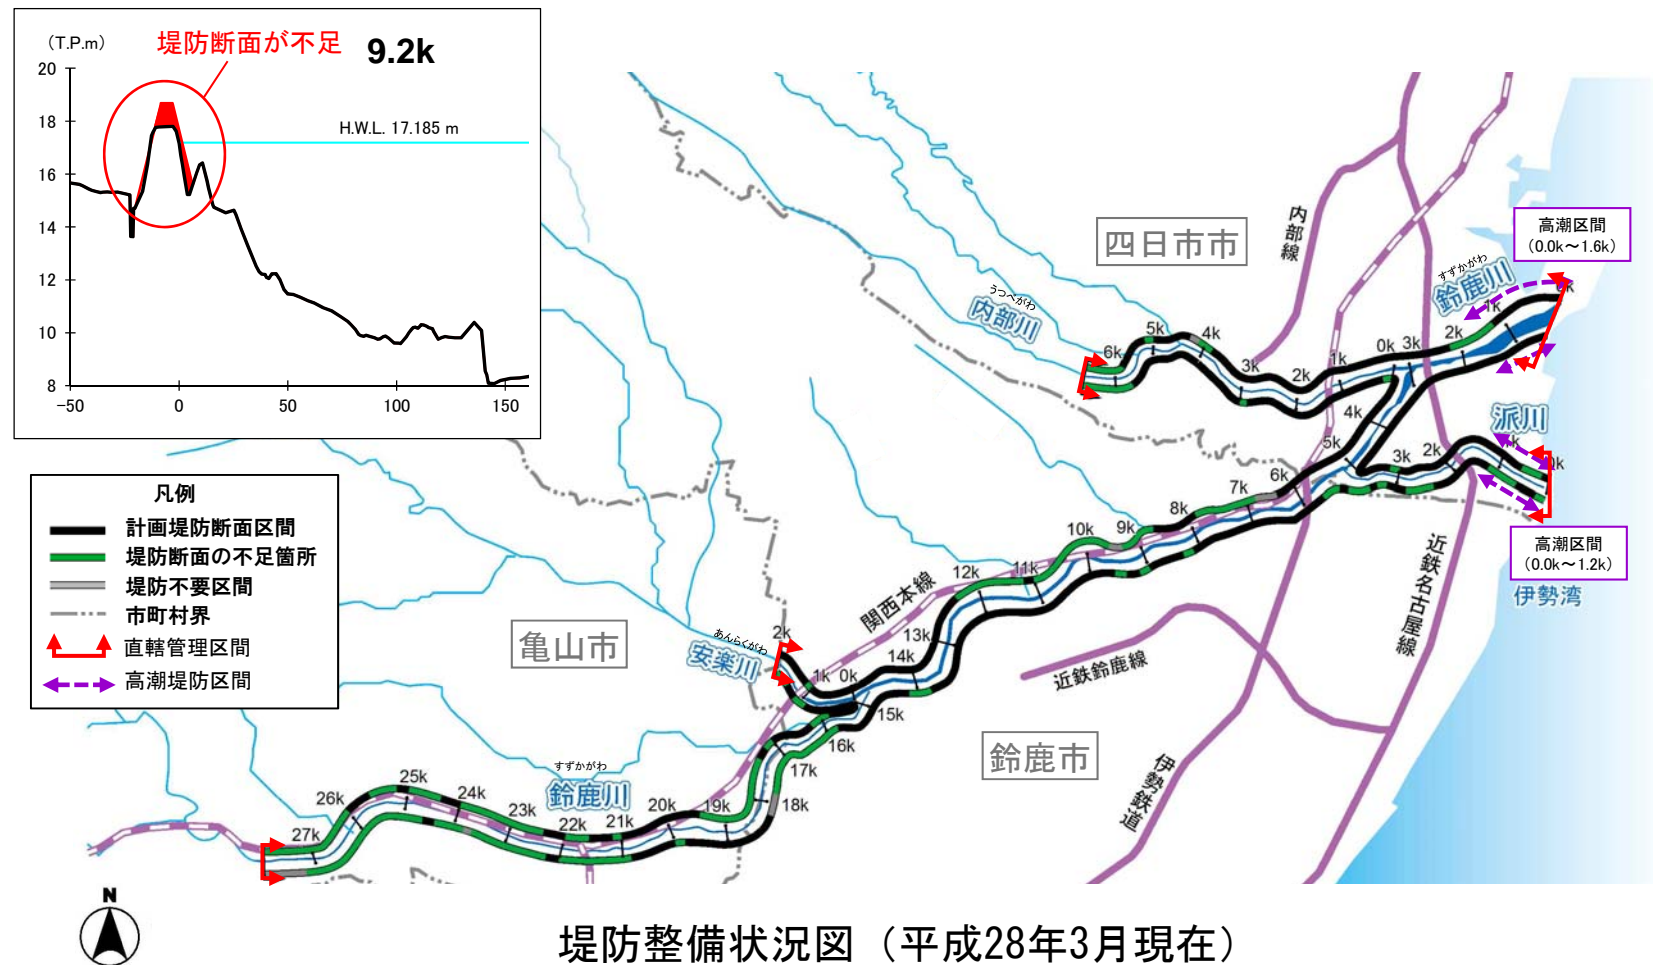 (T.P.m)
堤防断面が不足
9.2k
20
18
16
14
12
10
8
H.W.L. 17.185 m
-50
0
50
100
150
凡例
計画堤防断面区間
堤防断面の不足箇所
堤防不要区間
市町村界
直轄管理区間
高潮堤防区間
四日市市
亀山市
鈴鹿市
内部線
うつべがわ
内部川
すずかがわ
鈴鹿川
高潮区間
(0.0k~1.6k)
派川
高潮区間
(0.0k~1.2k)
伊勢湾
近鉄名古屋線
近鉄鈴鹿線
伊勢鉄道
関西本線
あんらくがわ
安楽川
すずかがわ
鈴鹿川
6k
5k
4k
3k
2k
1k
0k
3k
2k
1k
4k
5k
6k
3k
2k
7k
8k
9k
10k
11k
12k
13k
14k
15k
16k
17k
18k
19k
20k
21k
22k
23k
24k
25k
26k
27k
2k
1k
0k
N
堤防整備状況図（平成28年3月現在）